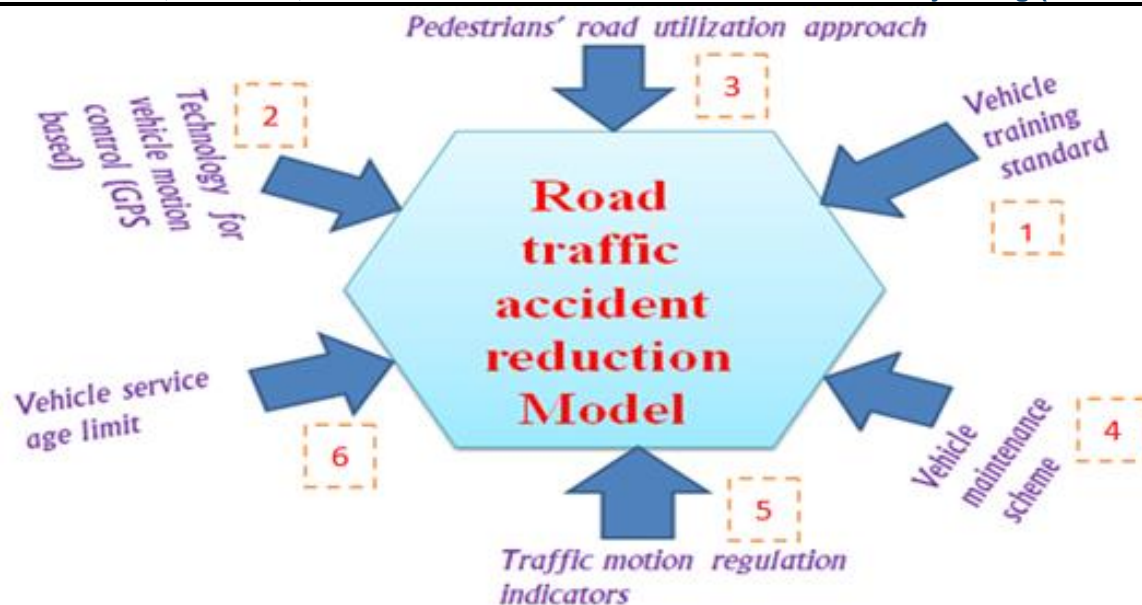 Pedestrians' road utilization approach
3
2
Technology for
vehicle motion
control (GPS
based)
Vehicle
training
standard
1
Road
traffic
accident
reduction
Model
Vehicle service
age limit
6
Vehicle
maintenance
scheme
4
5
Traffic motion regulation
indicators